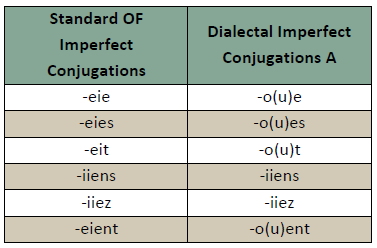 Standard OF Dialectal Imperfect
Imperfect Conjugations A
Conjugations
-eie -o(u)e
-eies -o(u)es
-eit -o(u)t
-iiens -iiens
-iiez -iiez
-eient -o(u)ent